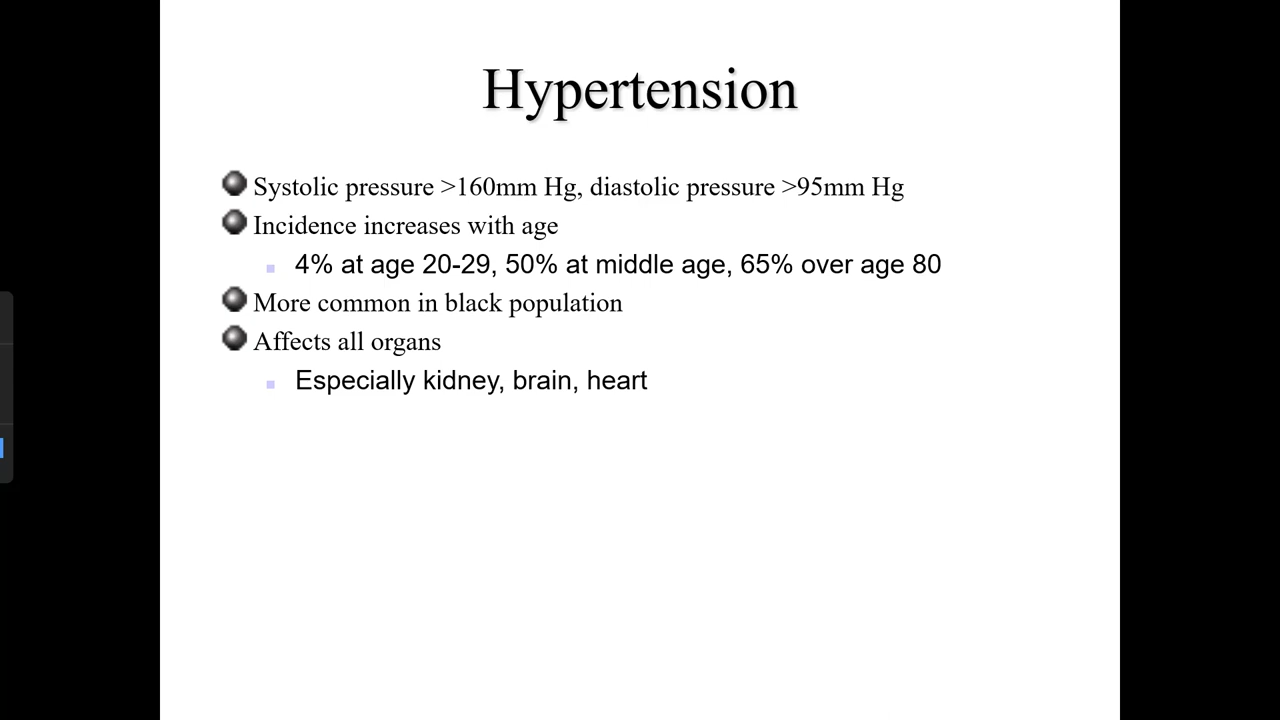 Hypertension
Systolic pressure >160mm Hg, diastolic pressure >95mm Hg
Incidence increases with age
4% at age 20-29, 50% at middle age, 65% over age 80
More common in black population
Affects all organs
Especially kidney, brain, heart